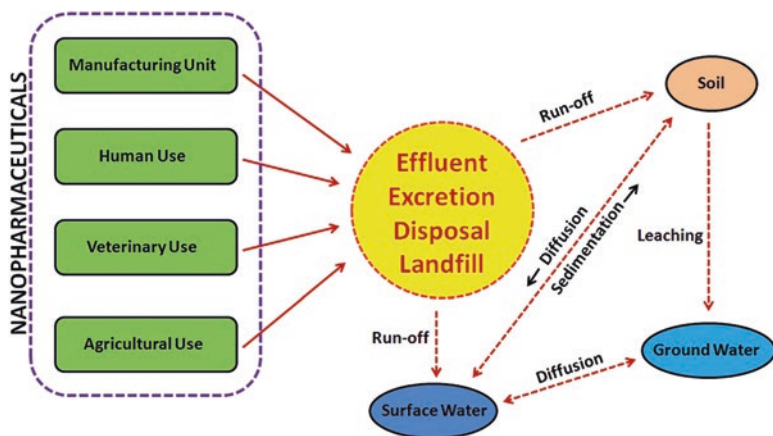 NANOPHARMACEUTICALS
Manufacturing Unit
Human Use
Veterinary Use
Agricultural Use
Effluent
Excretion
Disposal
Landfill
Run-off
Soil
← Diffusion
Sedimentation →
Leaching
Run-off
Diffusion
Ground Water
Surface Water